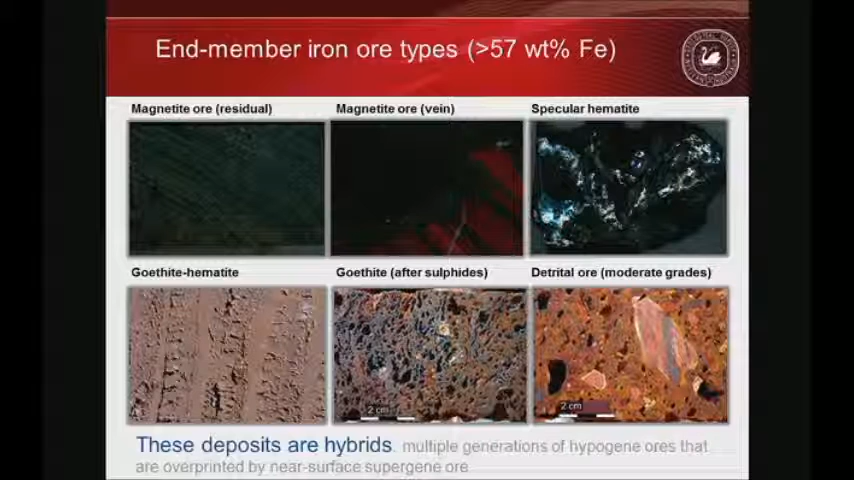 End-member iron ore types (>57 wt% Fe)
Magnetite ore (residual)
Magnetite ore (vein)
Specular hematite
Goethite-hematite
Goethite (after sulphides)
Detrital ore (moderate grades)
2 cm
2 cm
These deposits are hybrids. multiple generations of hypogene ores that
are overprinted by near-surface supergene ore